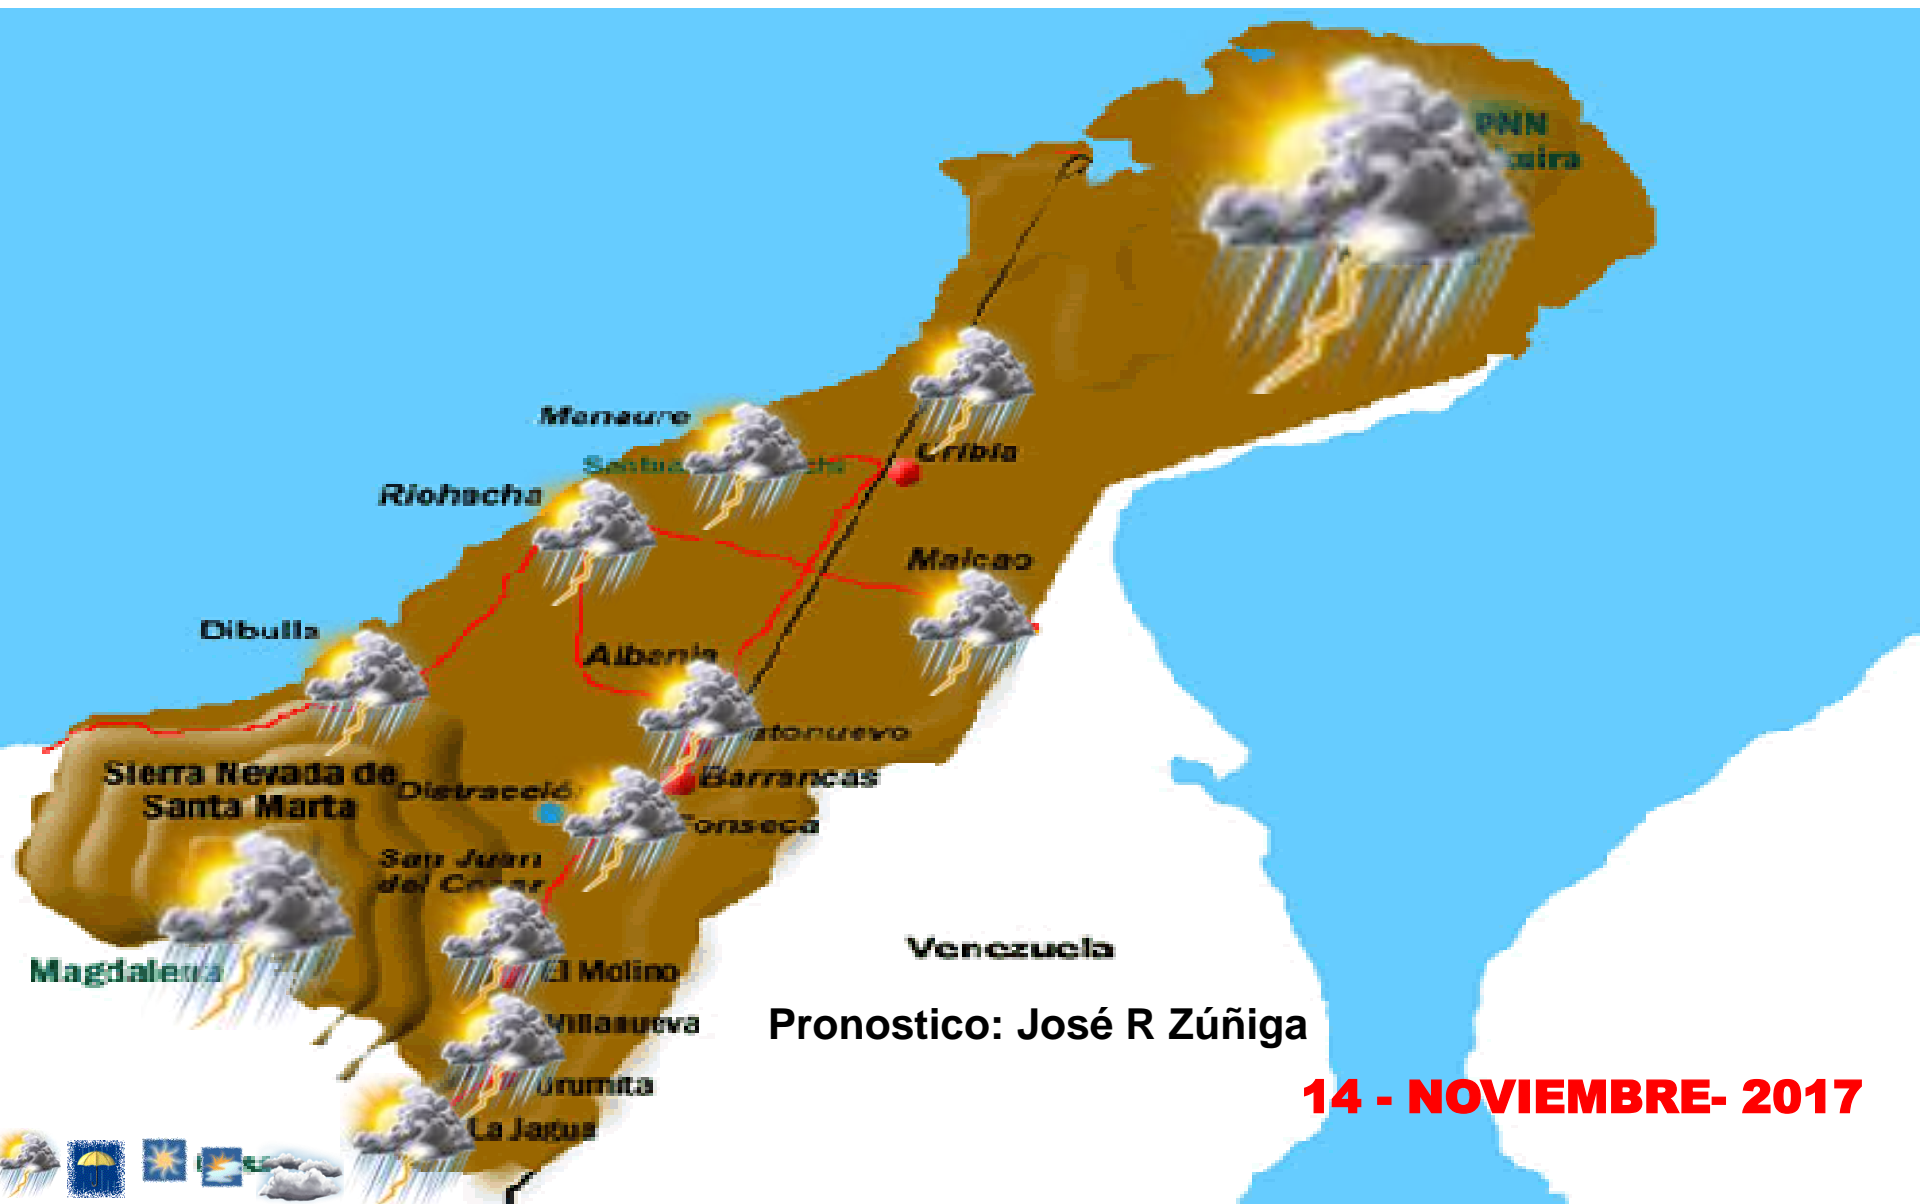 PNN
Manaure
Uribia
Riohacha
Maicao
Dibulla
Albania
Barrancas
Sierra Nevada de
Santa Marta
Fonseca
San Juan
del
Magdalena
El Molino
Venezuela
Villanueva
Pronostico: José R Zúñiga
Urumita
14 - NOVIEMBRE- 2017
La Jagua